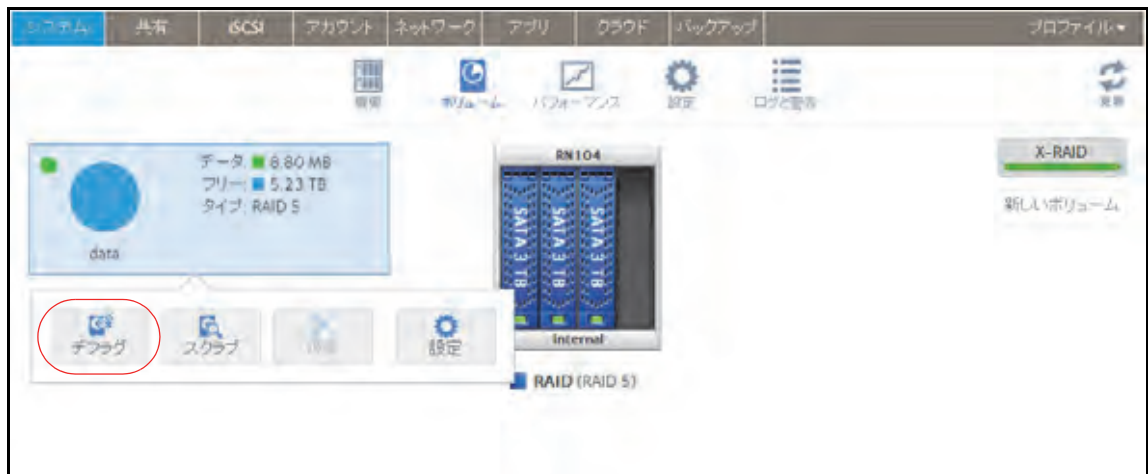 システム 共有 iSCSI アカウント ネットワーク アプリ クラウド バックアップ プロファイル
ボリューム パフォーマンス 設定 ログと警告 更新
データ: 8.80 MB
フリー: 5.23 TB
タイプ: RAID 5
data
RN104
SATA 3 TB SATA 3 TB SATA 3 TB
Internal
RAID (RAID 5)
X-RAID
新しいボリューム
デフラグ スクラブ 設定